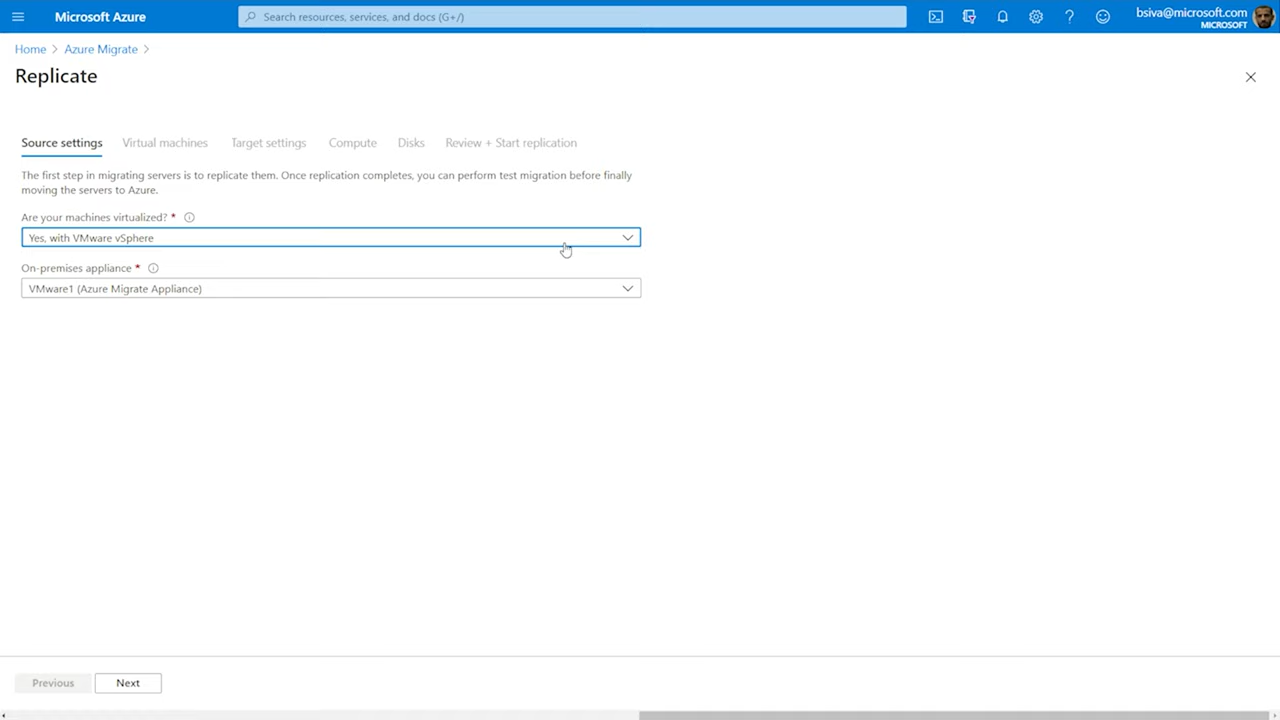 Microsoft Azure
Search resources, services, and docs (G+/)
bsiva@microsoft.com
MICROSOFT
Home > Azure Migrate >
Replicate
Source settings Virtual machines Target settings Compute Disks Review + Start replication
The first step in migrating servers is to replicate them. Once replication completes, you can perform test migration before finally
moving the servers to Azure.
Are your machines virtualized? *
Yes, with VMware vSphere
On-premises appliance *
VMware1 (Azure Migrate Appliance)
Previous Next